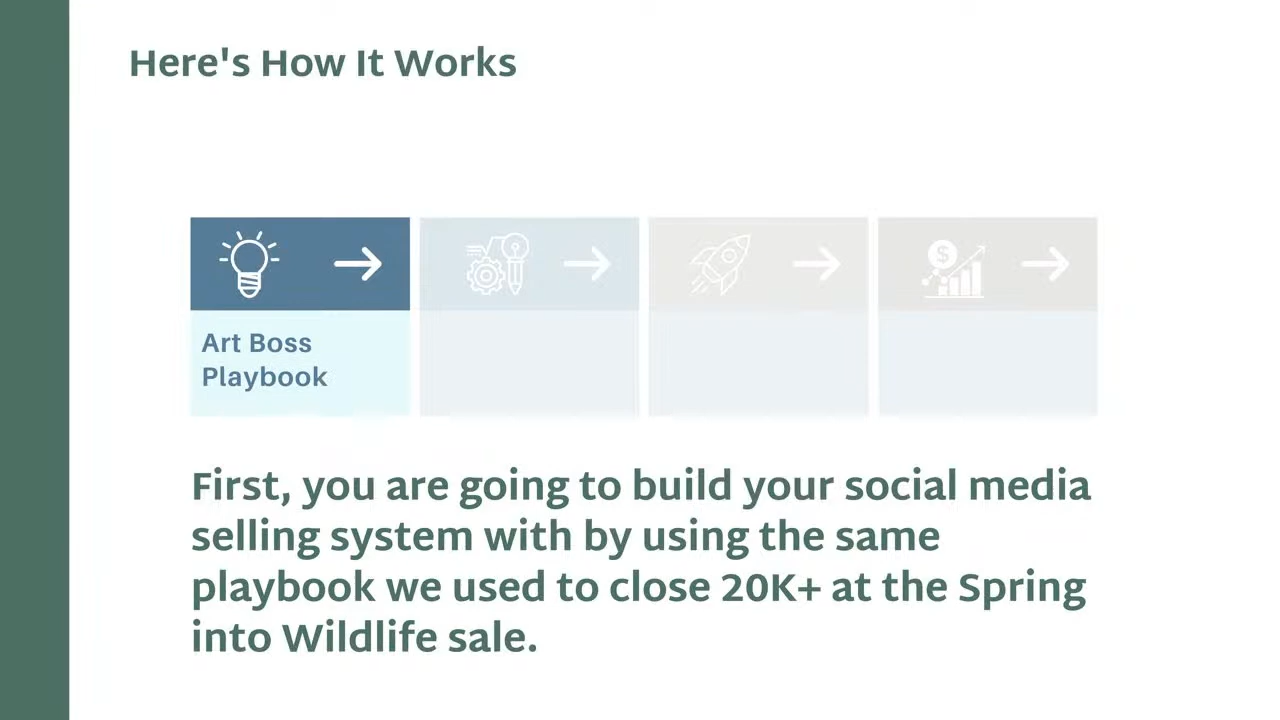 Here's How It Works
$
Art Boss
Playbook
First, you are going to build your social media
selling system with by using the same
playbook we used to close 20K+ at the Spring
into Wildlife sale.